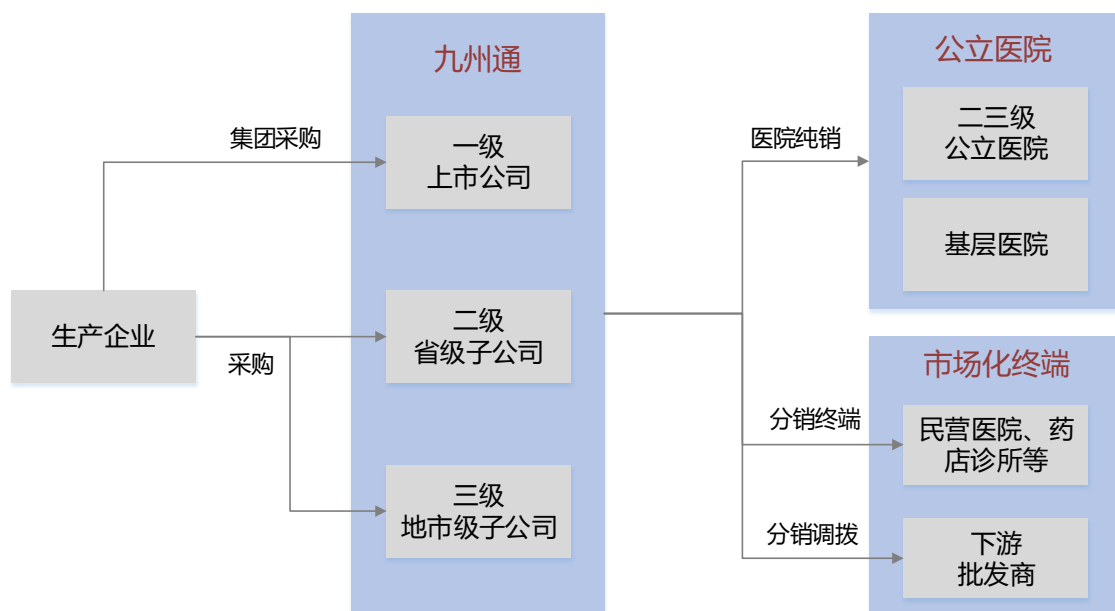 九州通
公立医院
二三级
公立医院
集团采购
一级
上市公司
医院纯销
基层医院
生产企业
二级
省级子公司
采购
市场化终端
分销终端
民营医院、药
店诊所等
三级
地市级子公司
分销调拨
下游
批发商